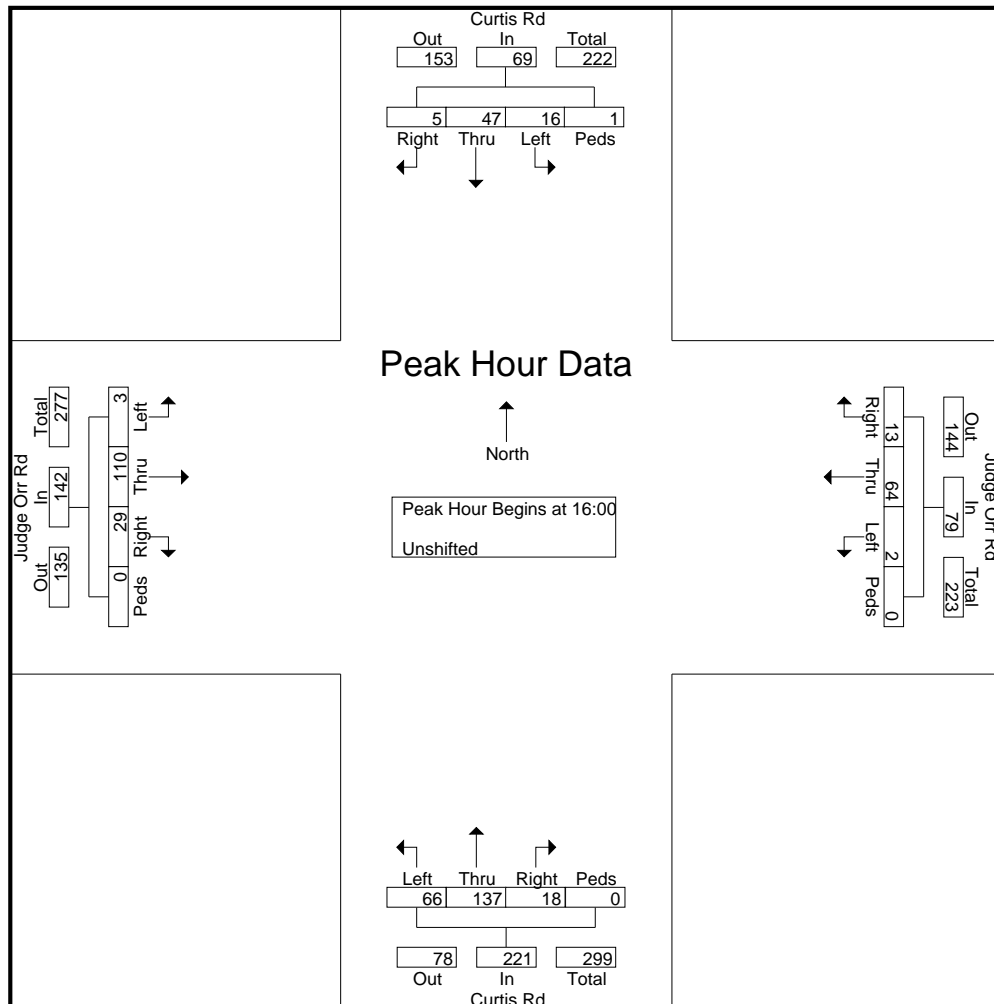 Curtis Rd
Out In Total
153 69 222
5 47 16 1
Right Thru Left Peds
Peak Hour Data
North
Peak Hour Begins at 16:00
Unshifted
Judge Orr Rd
Out In Total
135 142 277
3 110 29 0
Left Thru Right Peds
Judge Orr Rd
Out In Total
144 79 223
13 64 2 0
Right Thru Left Peds
Left Thru Right Peds
66 137 18 0
78 221 299
Out In Total
Curtis Rd